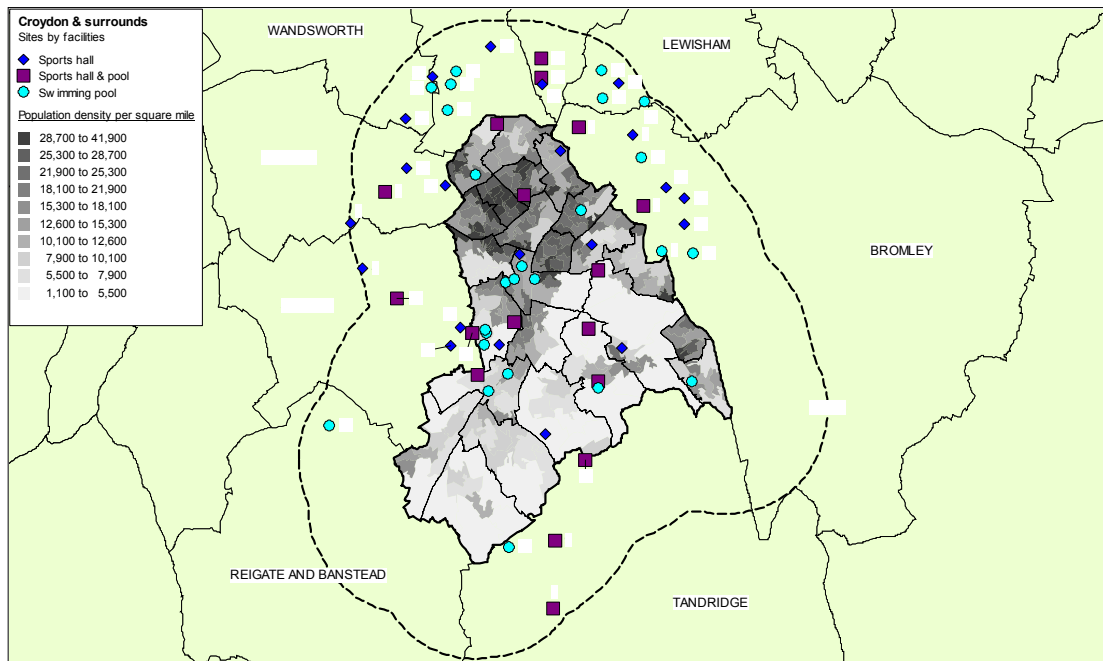 Croydon & surrounds
Sites by facilities
Sports hall
Sports hall & pool
Swimming pool
Population density per square mile
28,700 to 41,900
25,300 to 28,700
21,900 to 25,300
18,100 to 21,900
15,300 to 18,100
12,600 to 15,300
10,100 to 12,600
7,900 to 10,100
5,500 to 7,900
1,100 to 5,500
WANDSWORTH
LEWISHAM
BROMLEY
REIGATE AND BANSTEAD
TANDRIDGE